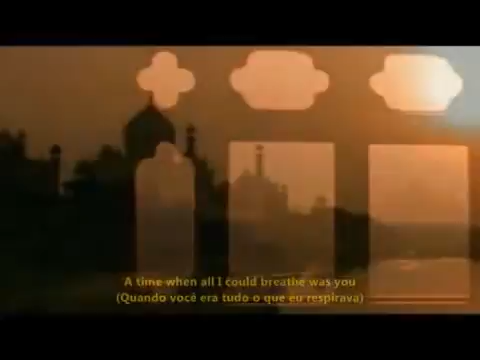 A time when all I could breathe was you
(Quando você era tudo o que eu respirava)